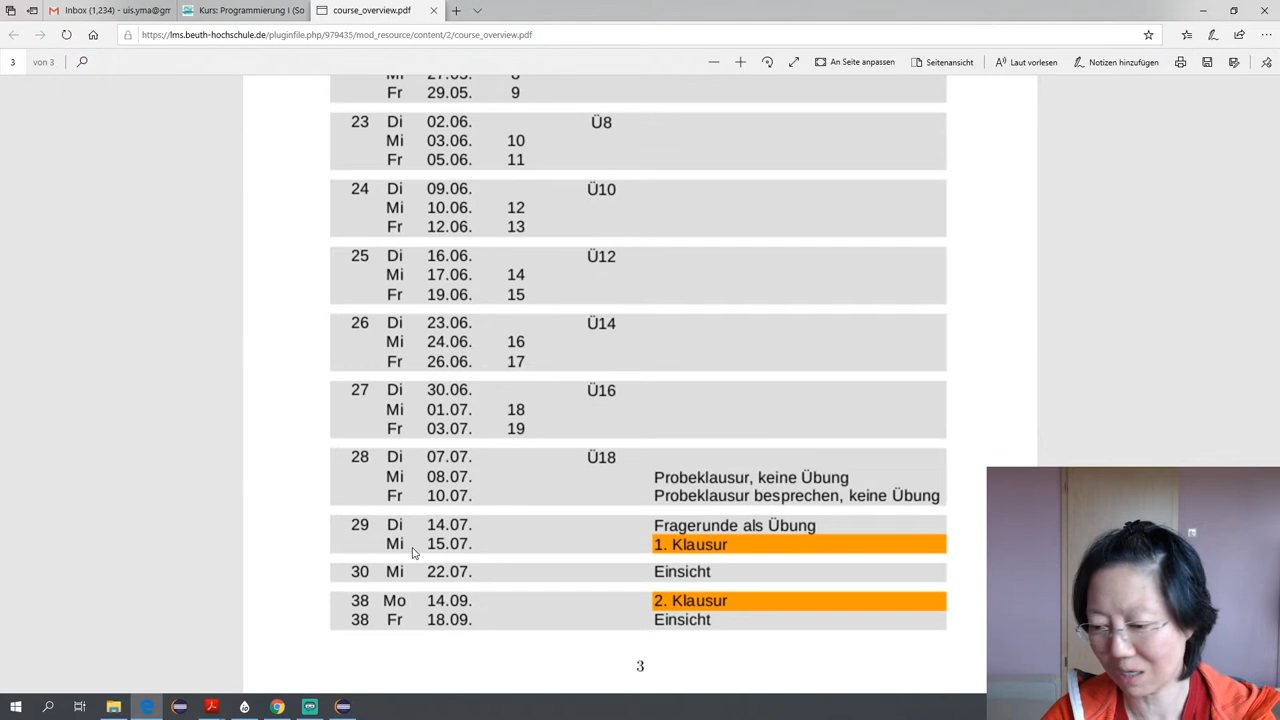 Inbox (1,234) - uis.yma@gm
Kurs: Programmierung I (So
course_overview.pdf
https://lms.beuth-hochschule.de/pluginfile.php/979435/mod_resource/content/2/course_overview.pdf
3 von 3
An Seite anpassen
Seitenansicht
Laut vorlesen
Notizen hinzufügen
Mi 27.05. 8
Fr 29.05. 9
23 Di 02.06. Ü8
Mi 03.06. 10
Fr 05.06. 11
24 Di 09.06. Ü10
Mi 10.06. 12
Fr 12.06. 13
25 Di 16.06. Ü12
Mi 17.06. 14
Fr 19.06. 15
26 Di 23.06. Ü14
Mi 24.06. 16
Fr 26.06. 17
27 Di 30.06. Ü16
Mi 01.07. 18
Fr 03.07. 19
28 Di 07.07. Ü18
Mi 08.07. Probeklausur, keine Übung
Fr 10.07. Probeklausur besprechen, keine Übung
29 Di 14.07. Fragerunde als Übung
Mi 15.07. 1. Klausur
30 Mi 22.07. Einsicht
38 Mo 14.09. 2. Klausur
38 Fr 18.09. Einsicht
3